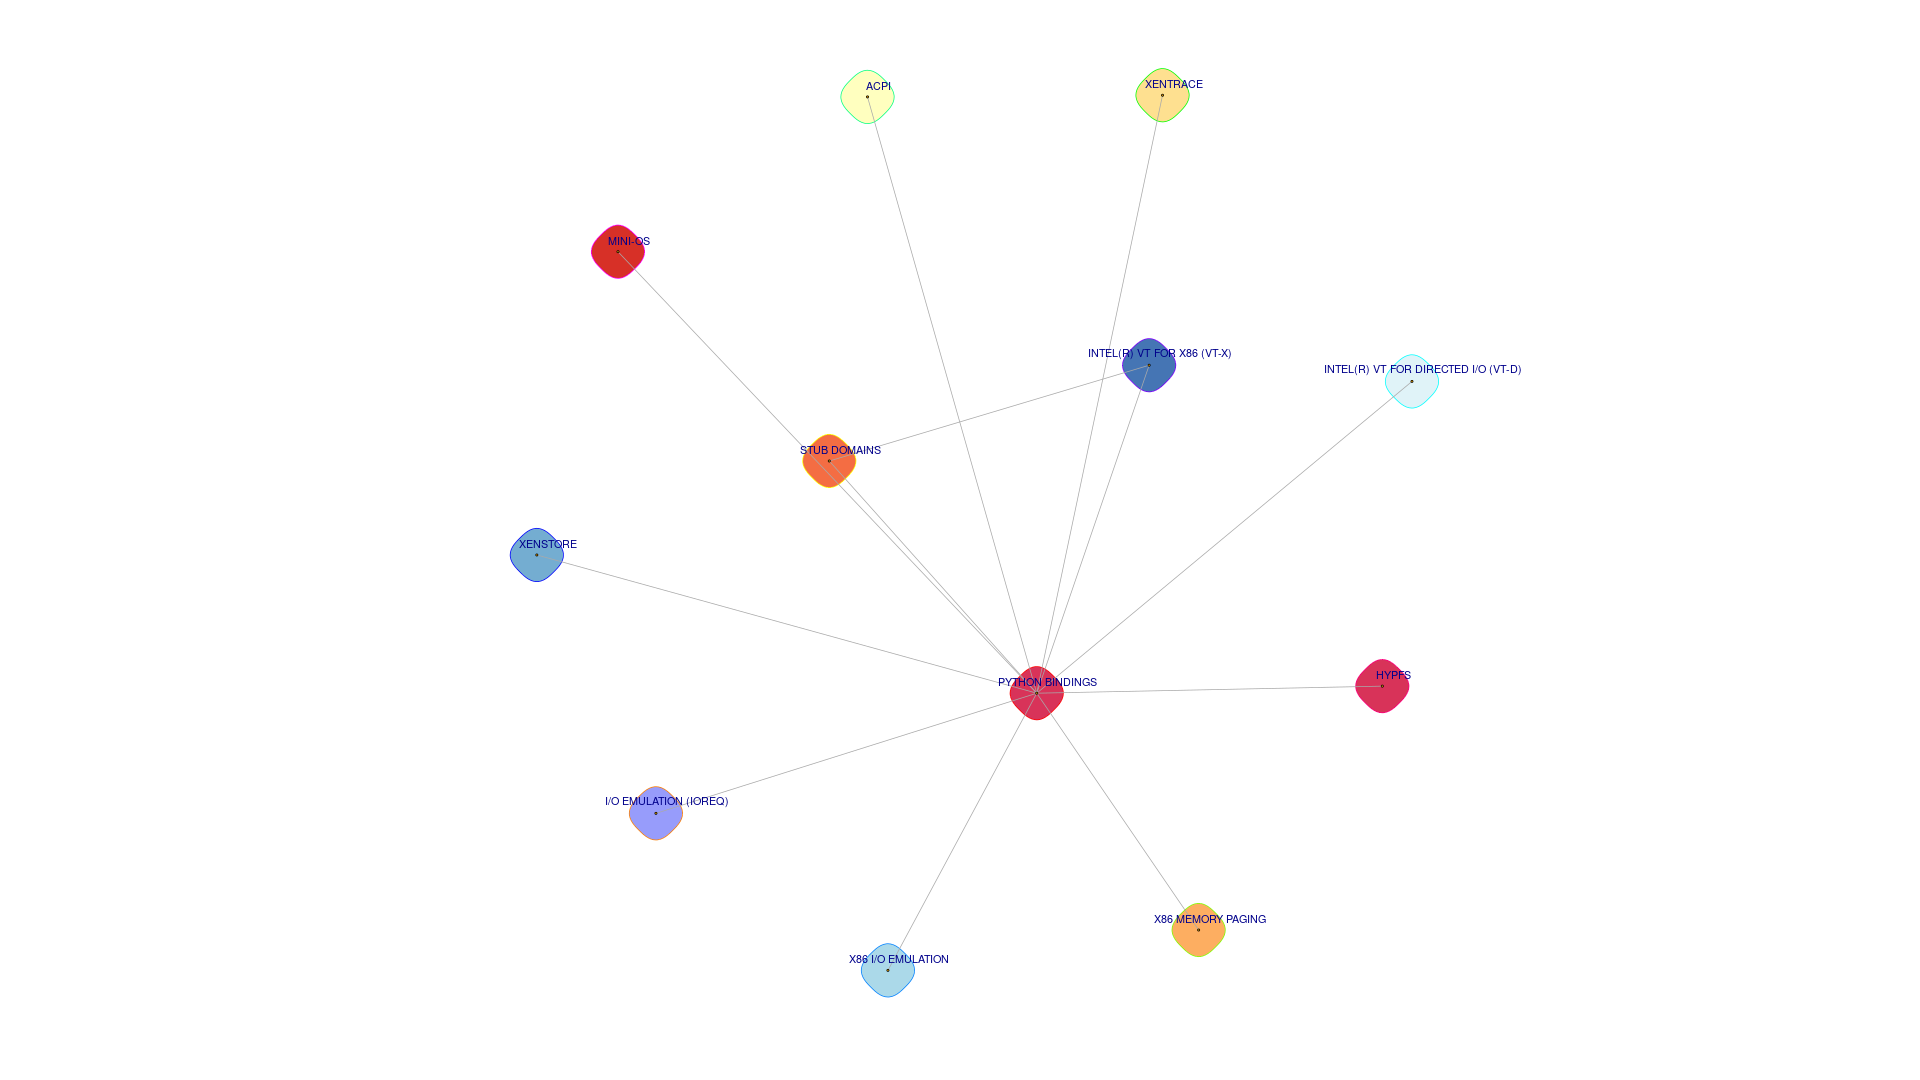 ACPI
XENTRACE
MINI-OS
INTEL(R) VT FOR X86 (VT-X)
INTEL(R) VT FOR DIRECTED I/O (VT-D)
STUB DOMAINS
XENSTORE
PYTHON BINDINGS
HYPFS
I/O EMULATION (IOREQ)
X86 MEMORY PAGING
X86 I/O EMULATION